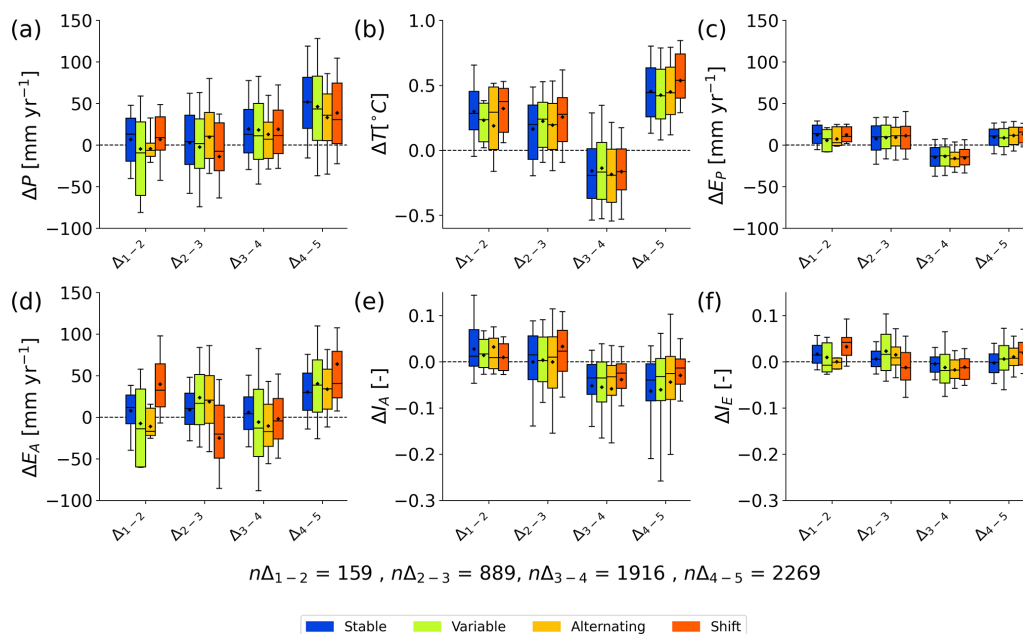 (a)
(b)
(c)
ΔP [mm yr⁻¹]
150
100
50
0
−50
−100
Δ₁₋₂
Δ₂₋₃
Δ₃₋₄
Δ₄₋₅
ΔT[°C]
1.0
0.5
0.0
−0.5
Δ₁₋₂
Δ₂₋₃
Δ₃₋₄
Δ₄₋₅
ΔE_P [mm yr⁻¹]
150
100
50
0
−50
−100
Δ₁₋₂
Δ₂₋₃
Δ₃₋₄
Δ₄₋₅
(d)
(e)
(f)
ΔE_A [mm yr⁻¹]
150
100
50
0
−50
−100
Δ₁₋₂
Δ₂₋₃
Δ₃₋₄
Δ₄₋₅
ΔI_A [-]
0.1
0.0
−0.1
−0.2
−0.3
Δ₁₋₂
Δ₂₋₃
Δ₃₋₄
Δ₄₋₅
ΔI_E [-]
0.1
0.0
−0.1
−0.2
−0.3
Δ₁₋₂
Δ₂₋₃
Δ₃₋₄
Δ₄₋₅
nΔ₁₋₂ = 159 , nΔ₂₋₃ = 889, nΔ₃₋₄ = 1916 , nΔ₄₋₅ = 2269
Stable Variable Alternating Shift